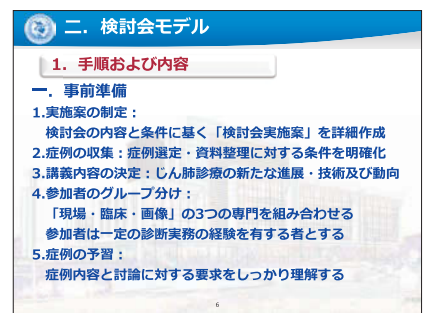 二．検討会モデル
1．手順および内容
一．事前準備
1.実施案の制定：
検討会の内容と条件に基く「検討会実施案」を詳細作成
2.症例の収集：症例選定・資料整理に対する条件を明確化
3.講義内容の決定：じん肺診療の新たな進展・技術及び動向
4.参加者のグループ分け：
「現場・臨床・画像」の3つの専門を組み合わせる
参加者は一定の診断実務の経験を有する者とする
5.症例の予習：
症例内容と討論に対する要求をしっかり理解する
6